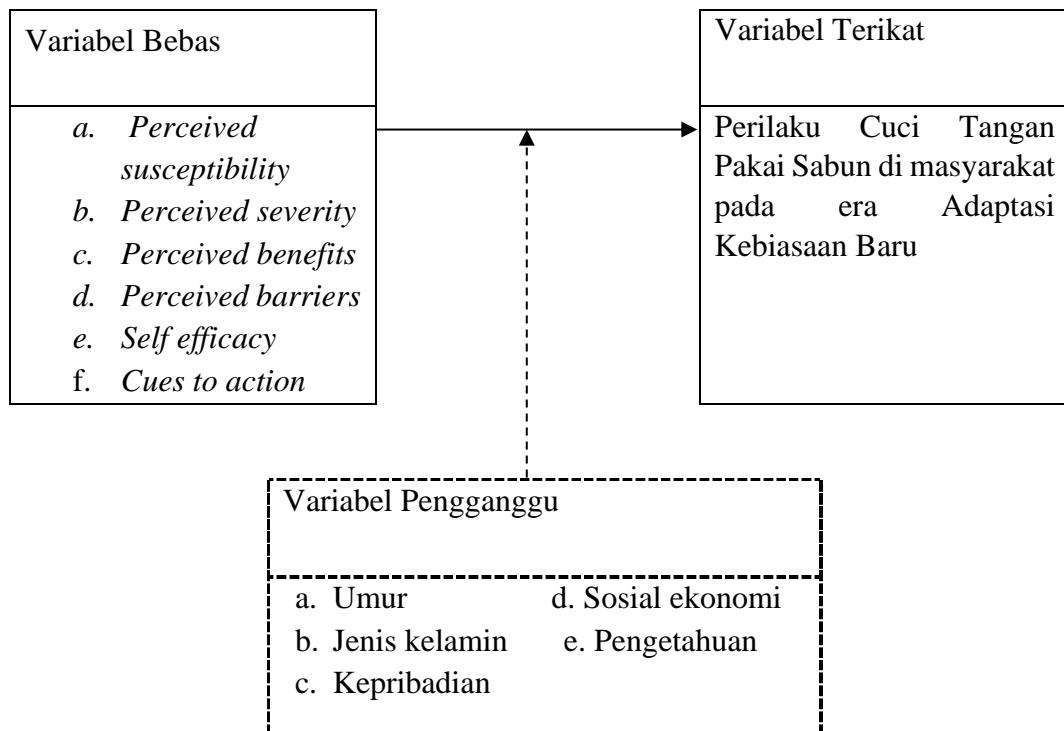 Variabel Bebas
a. Perceived
susceptibility
b. Perceived severity
c. Perceived benefits
d. Perceived barriers
e. Self efficacy
f. Cues to action
Variabel Terikat
Perilaku Cuci Tangan
Pakai Sabun di masyarakat
pada era Adaptasi
Kebiasaan Baru
Variabel Pengganggu
a. Umur d. Sosial ekonomi
b. Jenis kelamin e. Pengetahuan
c. Kepribadian